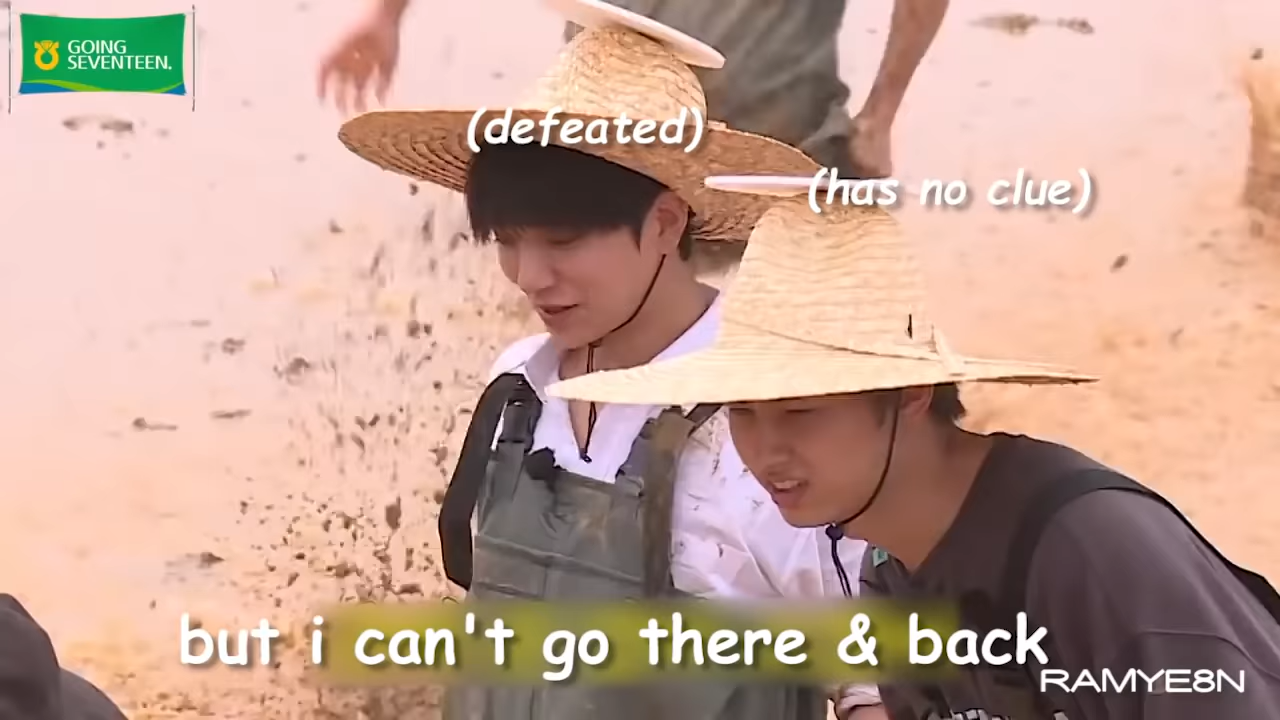 GOING
SEVENTEEN.
(defeated)
(has no clue)
but i can't go there & back
RAMYE8N